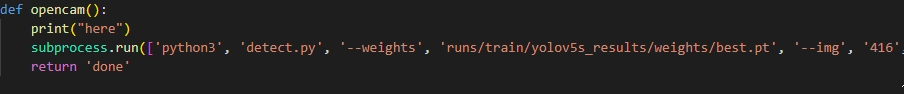 def opencam():
    print("here")
    subprocess.run(['python3', 'detect.py', '--weights', 'runs/train/yolov5s_results/weights/best.pt', '--img', '416',
    return 'done'